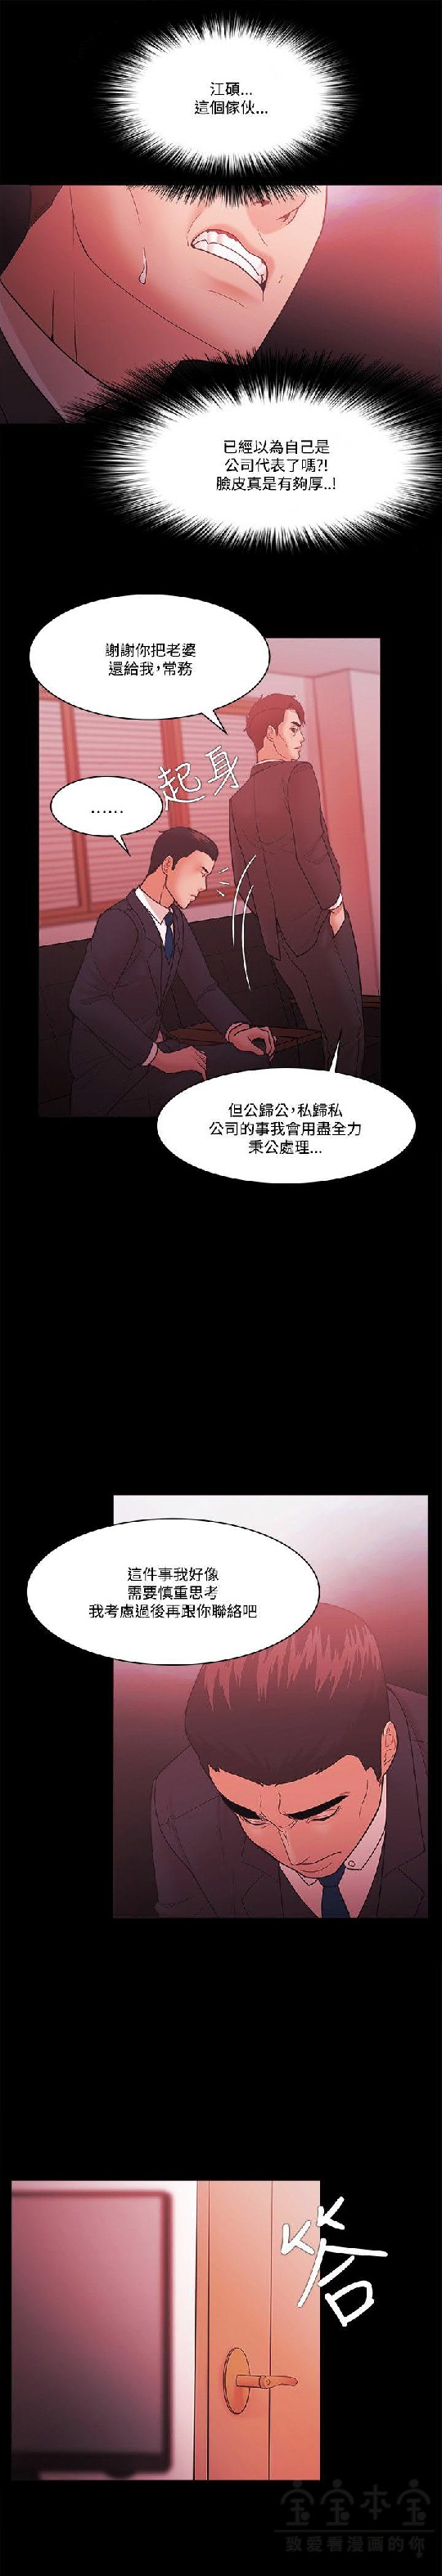 江碩...
這個傢伙...
已經以為自己是
公司代表了嗎?!
臉皮真是有夠厚..!
謝謝你把老婆
還給我,常務
起身
......
但公歸公,私歸私
公司的事我會用盡全力
秉公處理...
這件事我好像
需要慎重思考
我考慮過後再跟你聯絡吧
喀
宝宝本宝
致爱看漫画的你